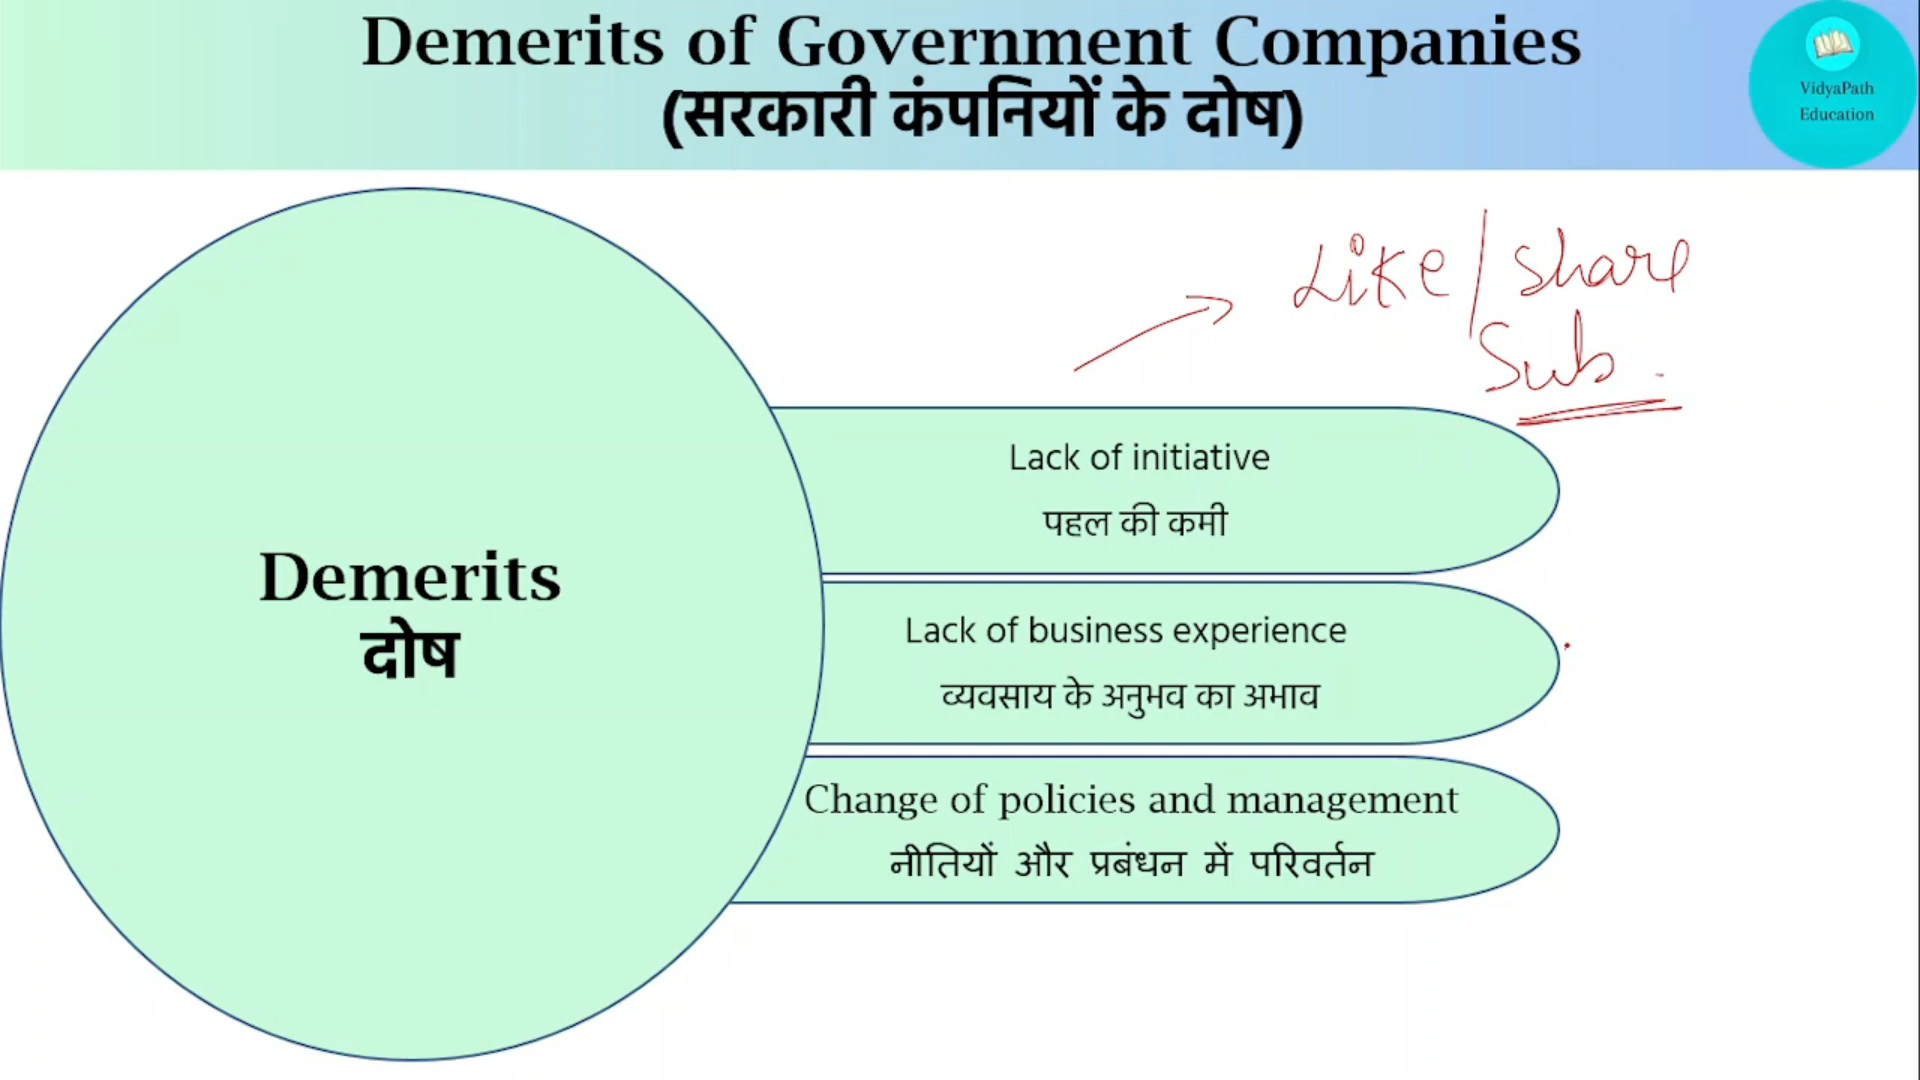 Demerits of Government Companies
(सरकारी कंपनियों के दोष)
VidyaPath
Education
Like/Share
Sub.
Demerits
दोष
Lack of initiative
पहल की कमी
Lack of business experience
व्यवसाय के अनुभव का अभाव
Change of policies and management
नीतियों और प्रबंधन में परिवर्तन